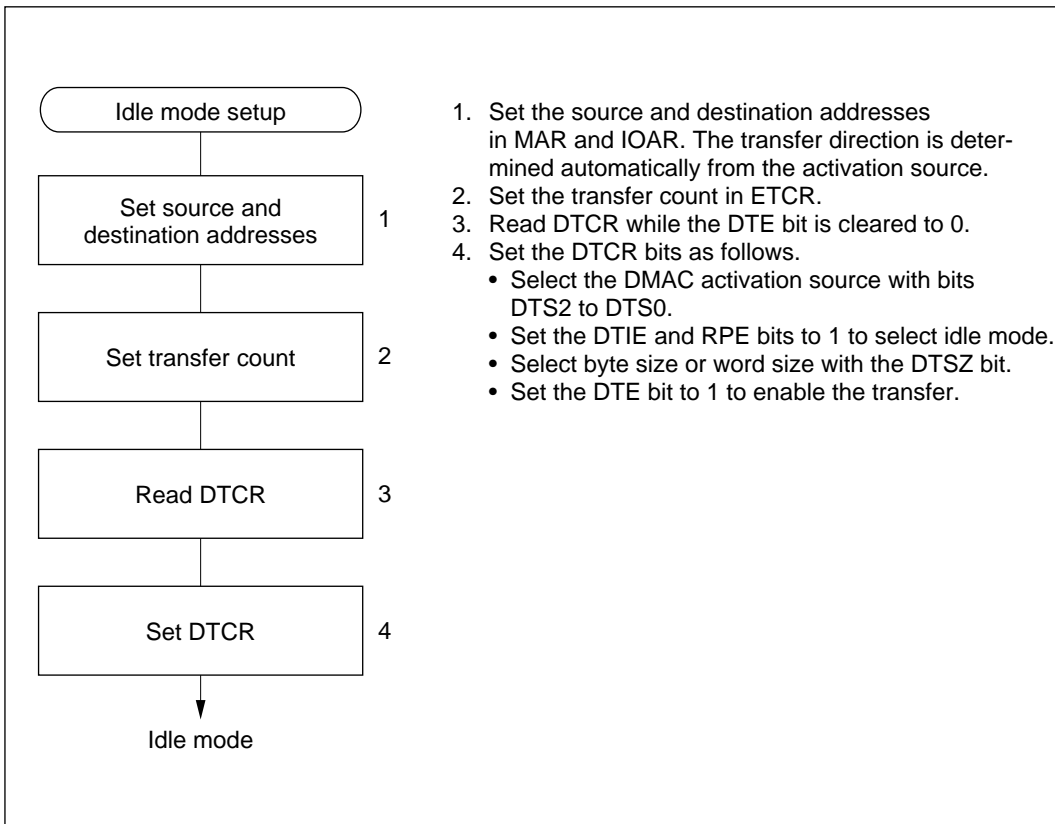 Idle mode setup
Set source and
destination addresses
1
Set transfer count
2
Read DTCR
3
Set DTCR
4
Idle mode
1. Set the source and destination addresses
in MAR and IOAR. The transfer direction is deter-
mined automatically from the activation source.
2. Set the transfer count in ETCR.
3. Read DTCR while the DTE bit is cleared to 0.
4. Set the DTCR bits as follows.
• Select the DMAC activation source with bits
DTS2 to DTS0.
• Set the DTIE and RPE bits to 1 to select idle mode.
• Select byte size or word size with the DTSZ bit.
• Set the DTE bit to 1 to enable the transfer.